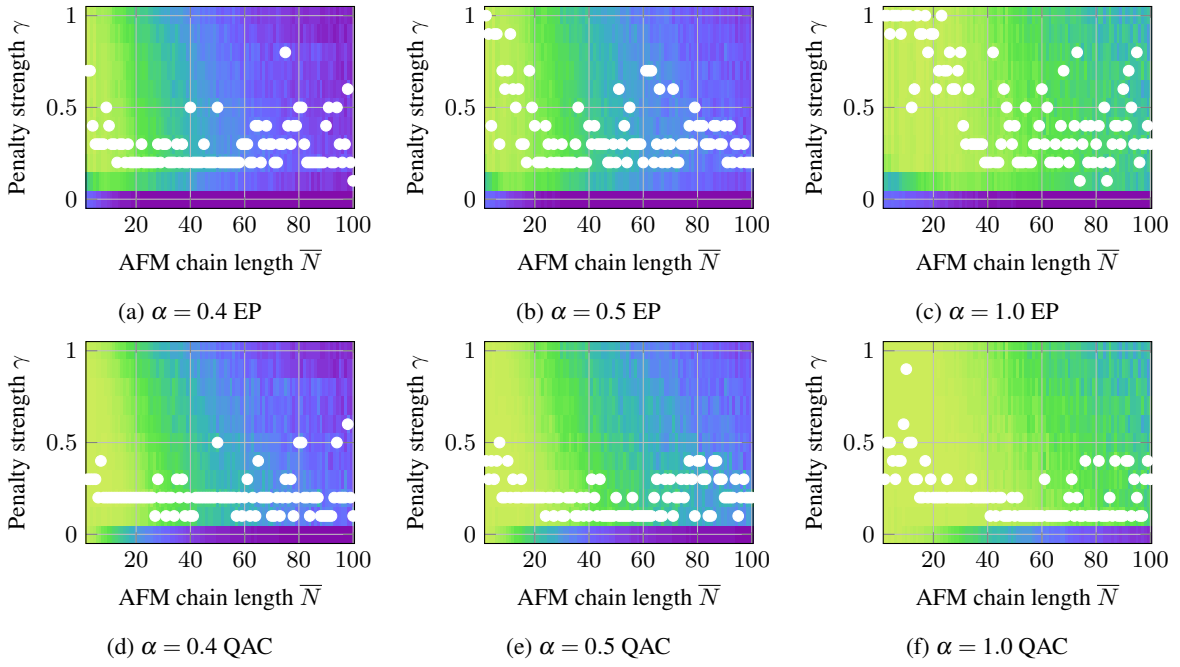 1
0.5
0
Penalty strength γ
20 40 60 80 100
AFM chain length N̅
(a) α = 0.4 EP
1
0.5
0
Penalty strength γ
20 40 60 80 100
AFM chain length N̅
(b) α = 0.5 EP
1
0.5
0
Penalty strength γ
20 40 60 80 100
AFM chain length N̅
(c) α = 1.0 EP
1
0.5
0
Penalty strength γ
20 40 60 80 100
AFM chain length N̅
(d) α = 0.4 QAC
1
0.5
0
Penalty strength γ
20 40 60 80 100
AFM chain length N̅
(e) α = 0.5 QAC
1
0.5
0
Penalty strength γ
20 40 60 80 100
AFM chain length N̅
(f) α = 1.0 QAC